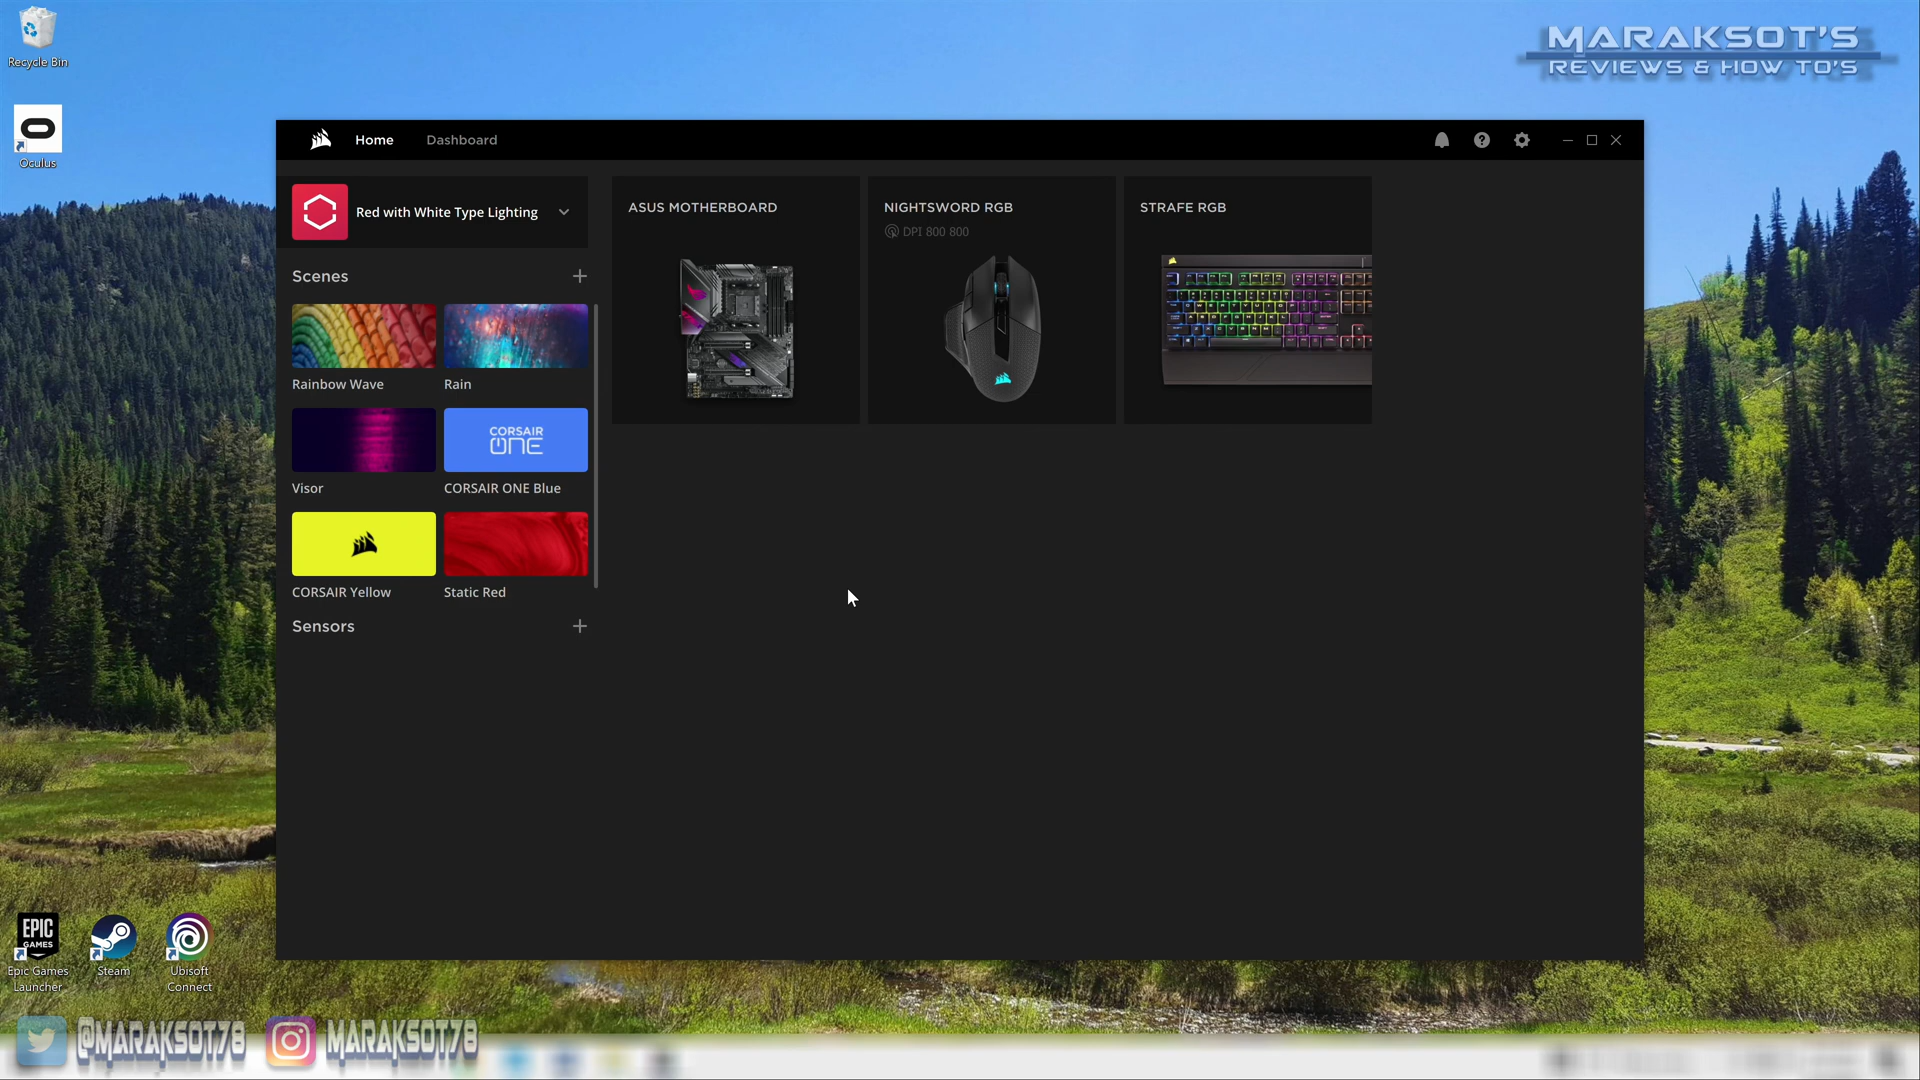 Recycle Bin
MARAKSOT'S
REVIEWS & HOW TO'S
Oculus
Home
Dashboard
Red with White Type Lighting
ASUS MOTHERBOARD
NIGHTSWORD RGB
DPI 800 800
STRAFE RGB
Scenes
Rainbow Wave
Rain
CORSAIR
ONE
Visor
CORSAIR ONE Blue
CORSAIR Yellow
Static Red
Sensors
EPIC
GAMES
Epic Games
Launcher
Steam
Ubisoft
Connect
@MARAKSOT78
MARAKSOT78